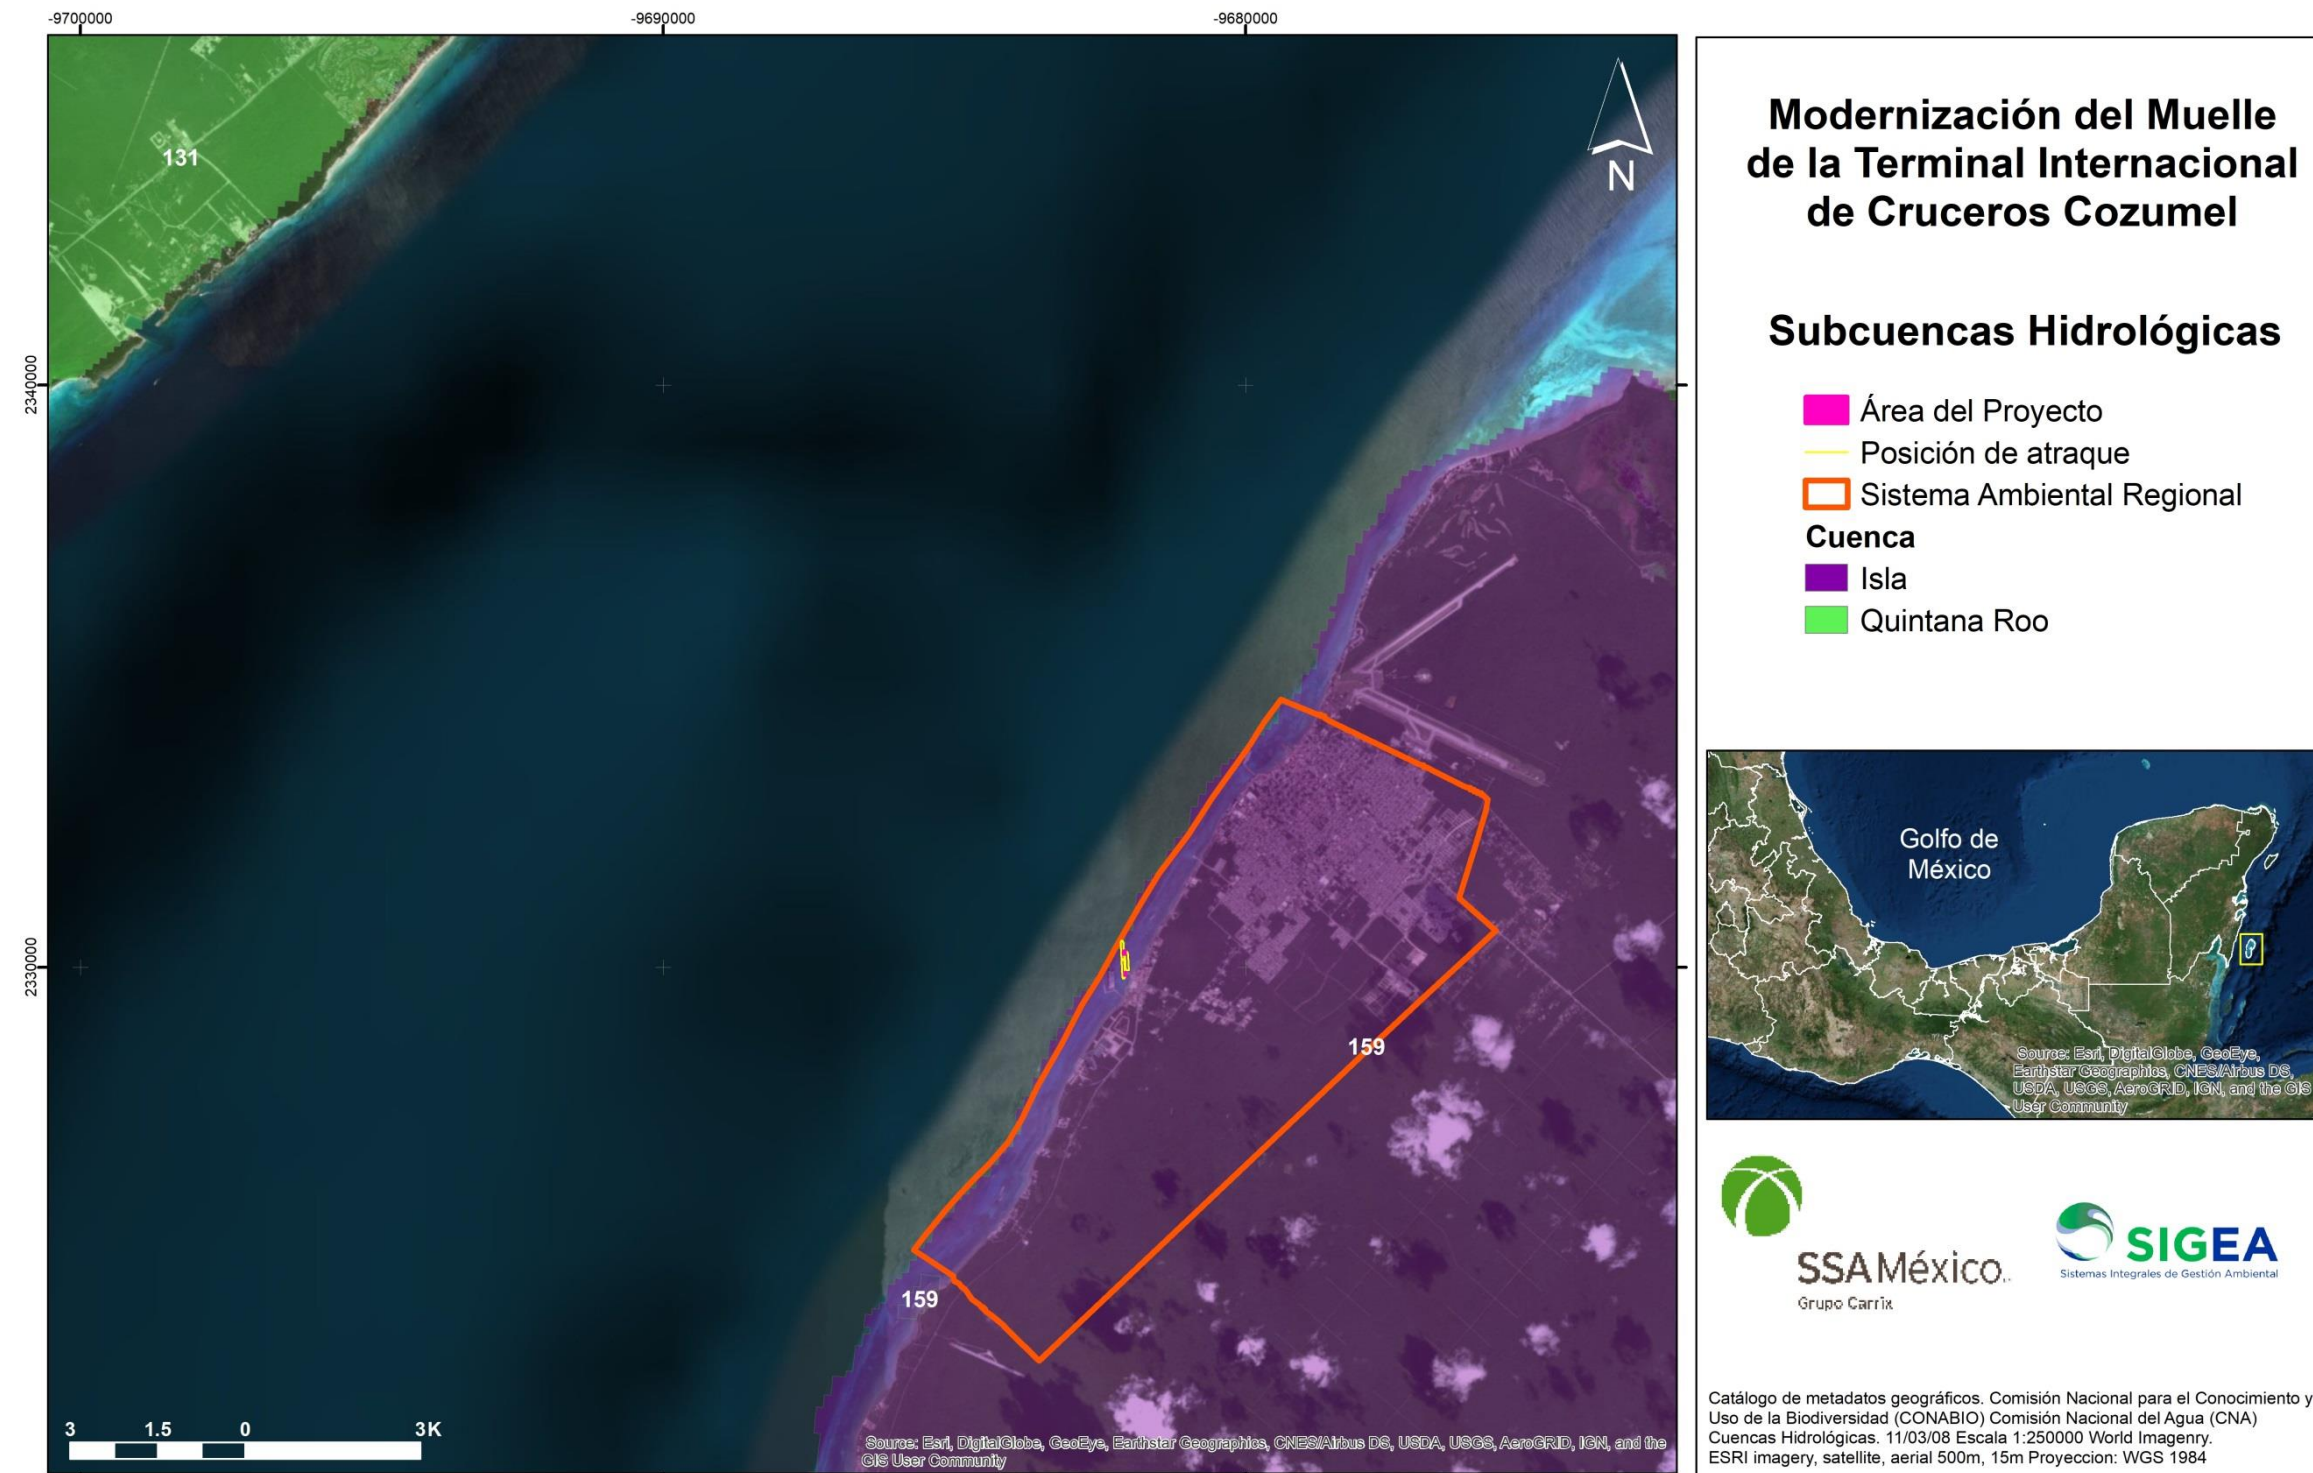 -9700000
-9690000
-9680000
2340000
2330000
131
N
159
159
3
1.5
0
3K
Source: Esri, DigitalGlobe, GeoEye, Earthstar Geographics, CNES/Airbus DS, USDA, USGS, AeroGRID, IGN, and the
GIS User Community
Modernización del Muelle
de la Terminal Internacional
de Cruceros Cozumel
Subcuencas Hidrológicas
Área del Proyecto
Posición de atraque
Sistema Ambiental Regional
Cuenca
Isla
Quintana Roo
Golfo de
México
Source: Esri, DigitalGlobe, GeoEye,
Earthstar Geographics, CNES/Airbus DS,
USDA, USGS, AeroGRID, IGN, and the GIS
User Community
SSA México
Grupo Carrix
SIGEA
Sistemas Integrales de Gestión Ambiental
Catálogo de metadatos geográficos. Comisión Nacional para el Conocimiento y
Uso de la Biodiversidad (CONABIO) Comisión Nacional del Agua (CNA)
Cuencas Hidrológicas. 11/03/08 Escala 1:250000 World Imagenry.
ESRI imagery, satellite, aerial 500m, 15m Proyeccion: WGS 1984